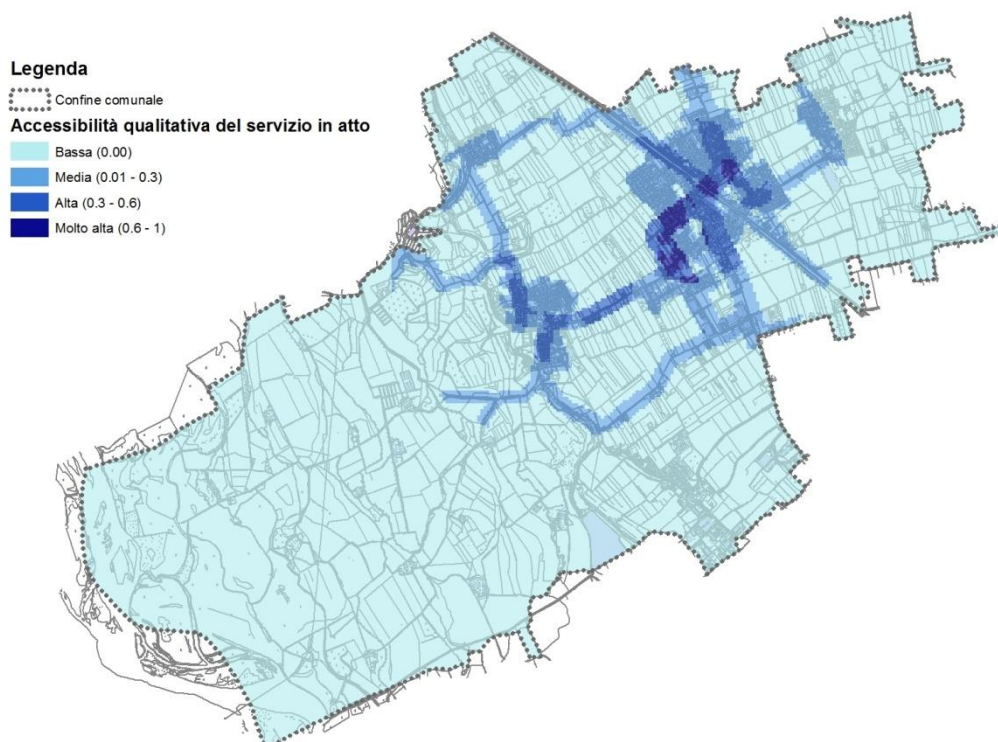 Legenda
Confine comunale
Accessibilità qualitativa del servizio in atto
Bassa (0.00)
Media (0.01 - 0.3)
Alta (0.3 - 0.6)
Molto alta (0.6 - 1)